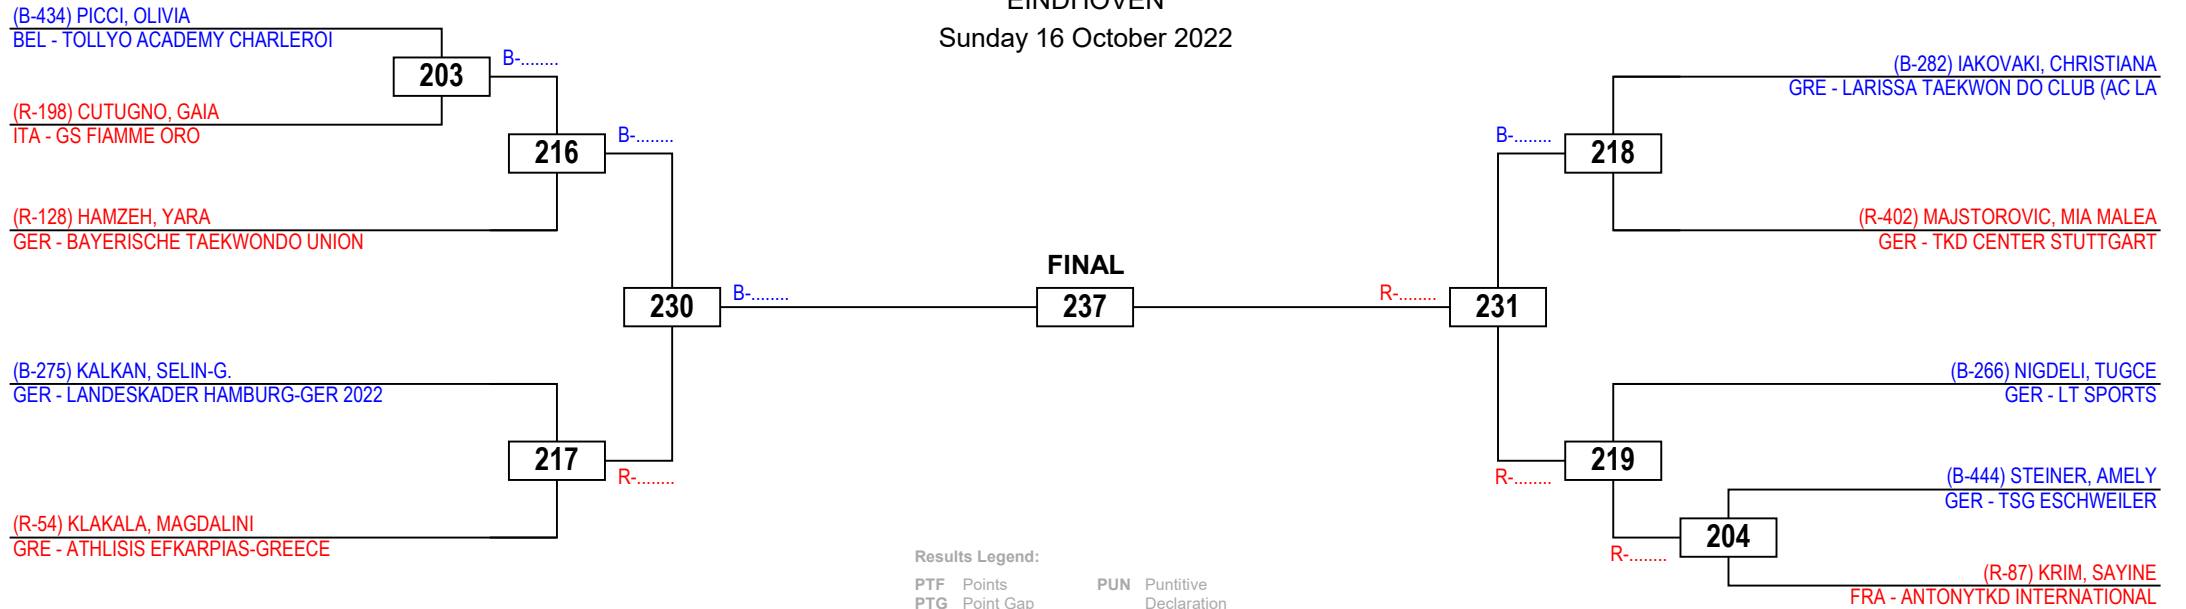 EINDHOVEN
Sunday 16 October 2022
(B-434) PICCI, OLIVIA
BEL - TOLLYO ACADEMY CHARLEROI
203
B-........
(R-198) CUTUGNO, GAIA
ITA - GS FIAMME ORO
216
B-........
(R-128) HAMZEH, YARA
GER - BAYERISCHE TAEKWONDO UNION
230
B-........
(B-275) KALKAN, SELIN-G.
GER - LANDESKADER HAMBURG-GER 2022
217
R-........
(R-54) KLAKALA, MAGDALINI
GRE - ATHLISIS EFKARPIAS-GREECE
FINAL
237
(B-282) IAKOVAKI, CHRISTIANA
GRE - LARISSA TAEKWON DO CLUB (AC LA
B-........
218
(R-402) MAJSTOROVIC, MIA MALEA
GER - TKD CENTER STUTTGART
R-........
231
(B-266) NIGDELI, TUGCE
GER - LT SPORTS
219
R-........
(B-444) STEINER, AMELY
GER - TSG ESCHWEILER
204
R-........
(R-87) KRIM, SAYINE
FRA - ANTONYTKD INTERNATIONAL
Results Legend:
PTF Points PUN Puntitive
PTG Point Gap Declaration